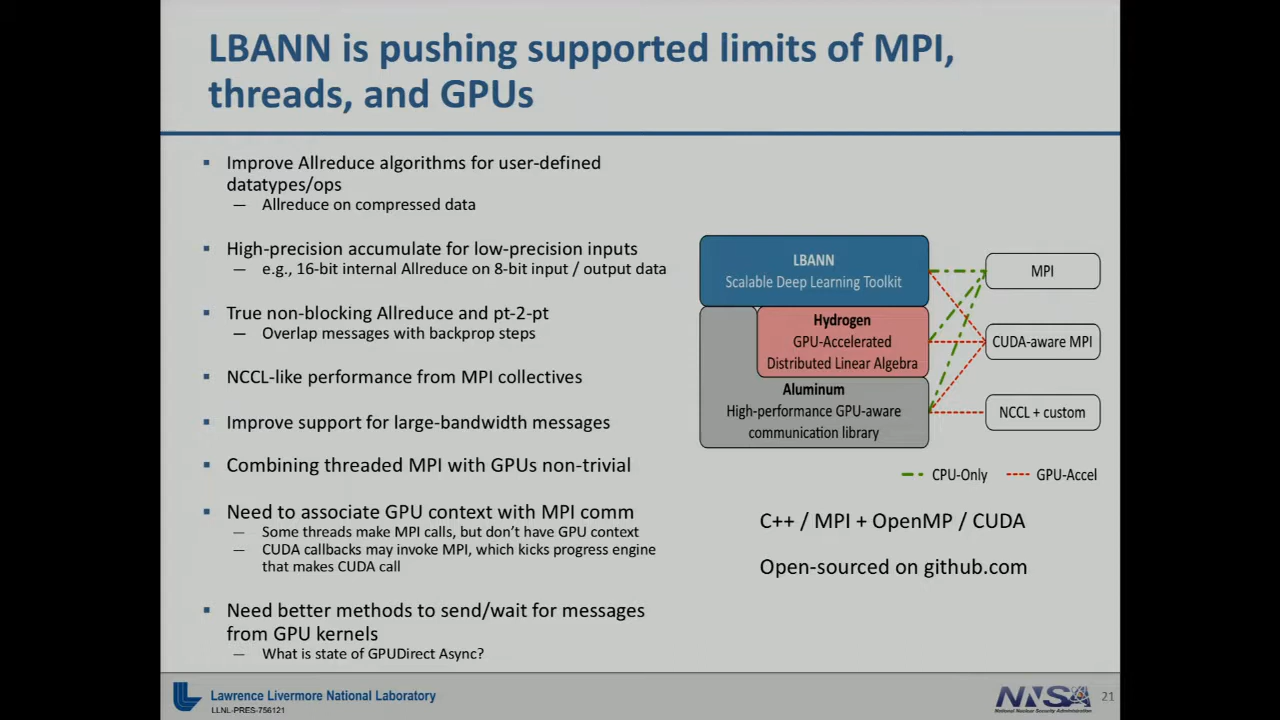 LBANN is pushing supported limits of MPI,
threads, and GPUs
Improve Allreduce algorithms for user-defined
datatypes/ops
— Allreduce on compressed data
High-precision accumulate for low-precision inputs
— e.g., 16-bit internal Allreduce on 8-bit input / output data
True non-blocking Allreduce and pt-2-pt
— Overlap messages with backprop steps
NCCL-like performance from MPI collectives
Improve support for large-bandwidth messages
Combining threaded MPI with GPUs non-trivial
Need to associate GPU context with MPI comm
— Some threads make MPI calls, but don't have GPU context
— CUDA callbacks may invoke MPI, which kicks progress engine
that makes CUDA call
Need better methods to send/wait for messages
from GPU kernels
— What is state of GPUDirect Async?
LBANN
Scalable Deep Learning Toolkit
Hydrogen
GPU-Accelerated
Distributed Linear Algebra
Aluminum
High-performance GPU-aware
communication library
MPI
CUDA-aware MPI
NCCL + custom
CPU-Only
GPU-Accel
C++ / MPI + OpenMP / CUDA
Open-sourced on github.com
Lawrence Livermore National Laboratory
LLNL-PRES-756121
NNSA
National Nuclear Security Administration
21